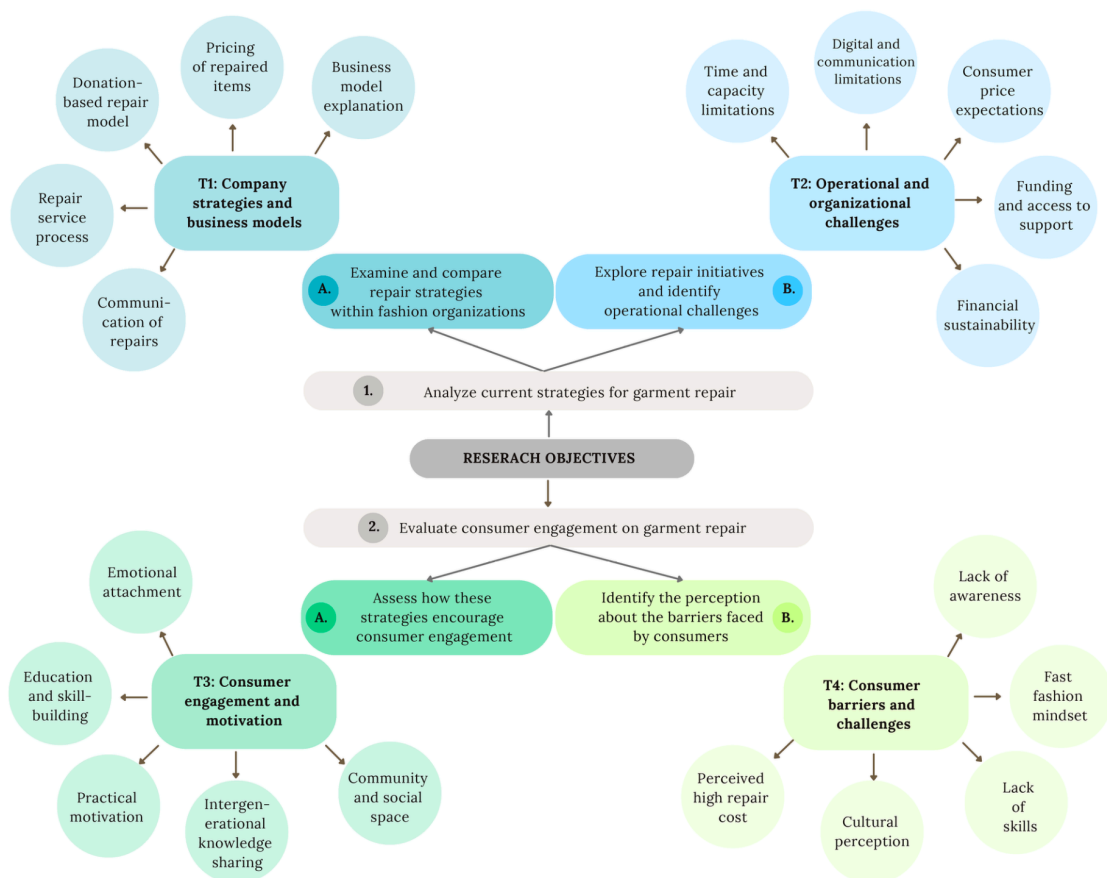 Pricing
of repaired
items
Donation-
based repair
model
Business
model
explanation
Repair
service
process
T1: Company
strategies and
business models
Communi-
cation of
repairs
Digital and
communication
limitations
Time and
capacity
limitations
Consumer
price
expectations
T2: Operational and
organizational
challenges
Funding
and access to
support
Financial
sustainability
A.
Examine and compare
repair strategies
within fashion organizations
Explore repair initiatives
and identify
operational challenges
B.
1.
Analyze current strategies for garment repair
RESERACH OBJECTIVES
2.
Evaluate consumer engagement on garment repair
A.
Assess how these
strategies encourage
consumer engagement
Identify the perception
about the barriers faced
by consumers
B.
Emotional
attachment
Education
and skill-
building
T3: Consumer
engagement and
motivation
Practical
motivation
Intergen-
erational
knowledge
sharing
Community
and social
space
Lack of
awareness
T4: Consumer
barriers and
challenges
Fast
fashion
mindset
Perceived
high repair
cost
Cultural
perception
Lack
of
skills